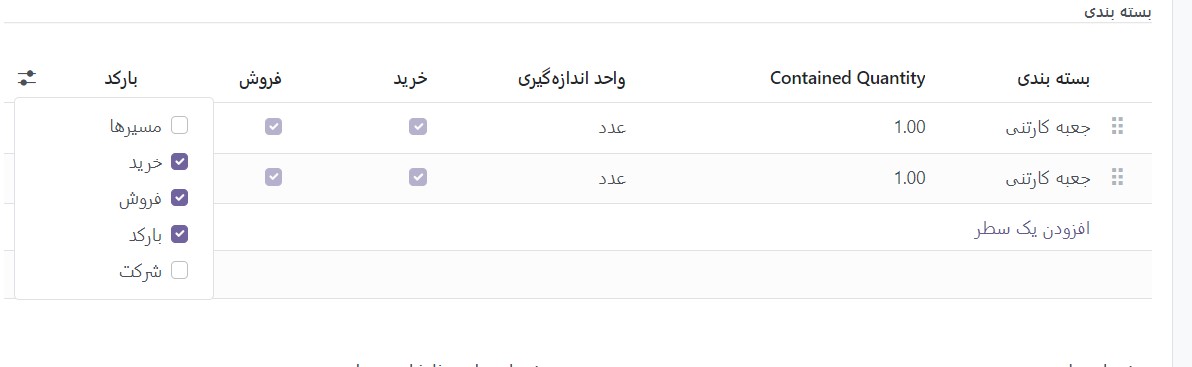 بسته بندی
بسته بندی Contained Quantity واحد اندازه‌گیری خرید فروش بارکد
جعبه کارتنی 1.00 عدد
جعبه کارتنی 1.00 عدد
افزودن یک سطر
مسیرها
خرید
فروش
بارکد
شرکت